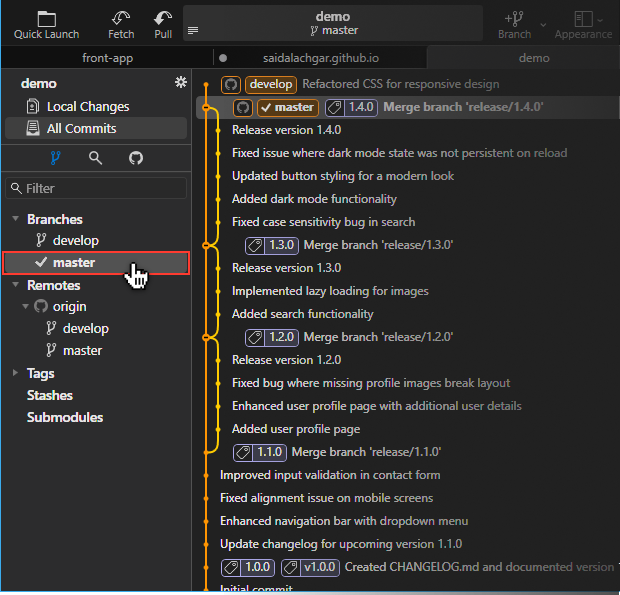 Quick Launch
Fetch
Pull
demo
master
Branch
Appearance
front-app
saidalachgar.github.io
demo
demo
Local Changes
All Commits
Filter
Branches
develop
master
Remotes
origin
develop
master
Tags
Stashes
Submodules
develop Refactored CSS for responsive design
master 1.4.0 Merge branch 'release/1.4.0'
Release version 1.4.0
Fixed issue where dark mode state was not persistent on reload
Updated button styling for a modern look
Added dark mode functionality
Fixed case sensitivity bug in search
1.3.0 Merge branch 'release/1.3.0'
Release version 1.3.0
Implemented lazy loading for images
Added search functionality
1.2.0 Merge branch 'release/1.2.0'
Release version 1.2.0
Fixed bug where missing profile images break layout
Enhanced user profile page with additional user details
Added user profile page
1.1.0 Merge branch 'release/1.1.0'
Improved input validation in contact form
Fixed alignment issue on mobile screens
Enhanced navigation bar with dropdown menu
Update changelog for upcoming version 1.1.0
1.0.0 v1.0.0 Created CHANGELOG.md and documented version
Initial commit